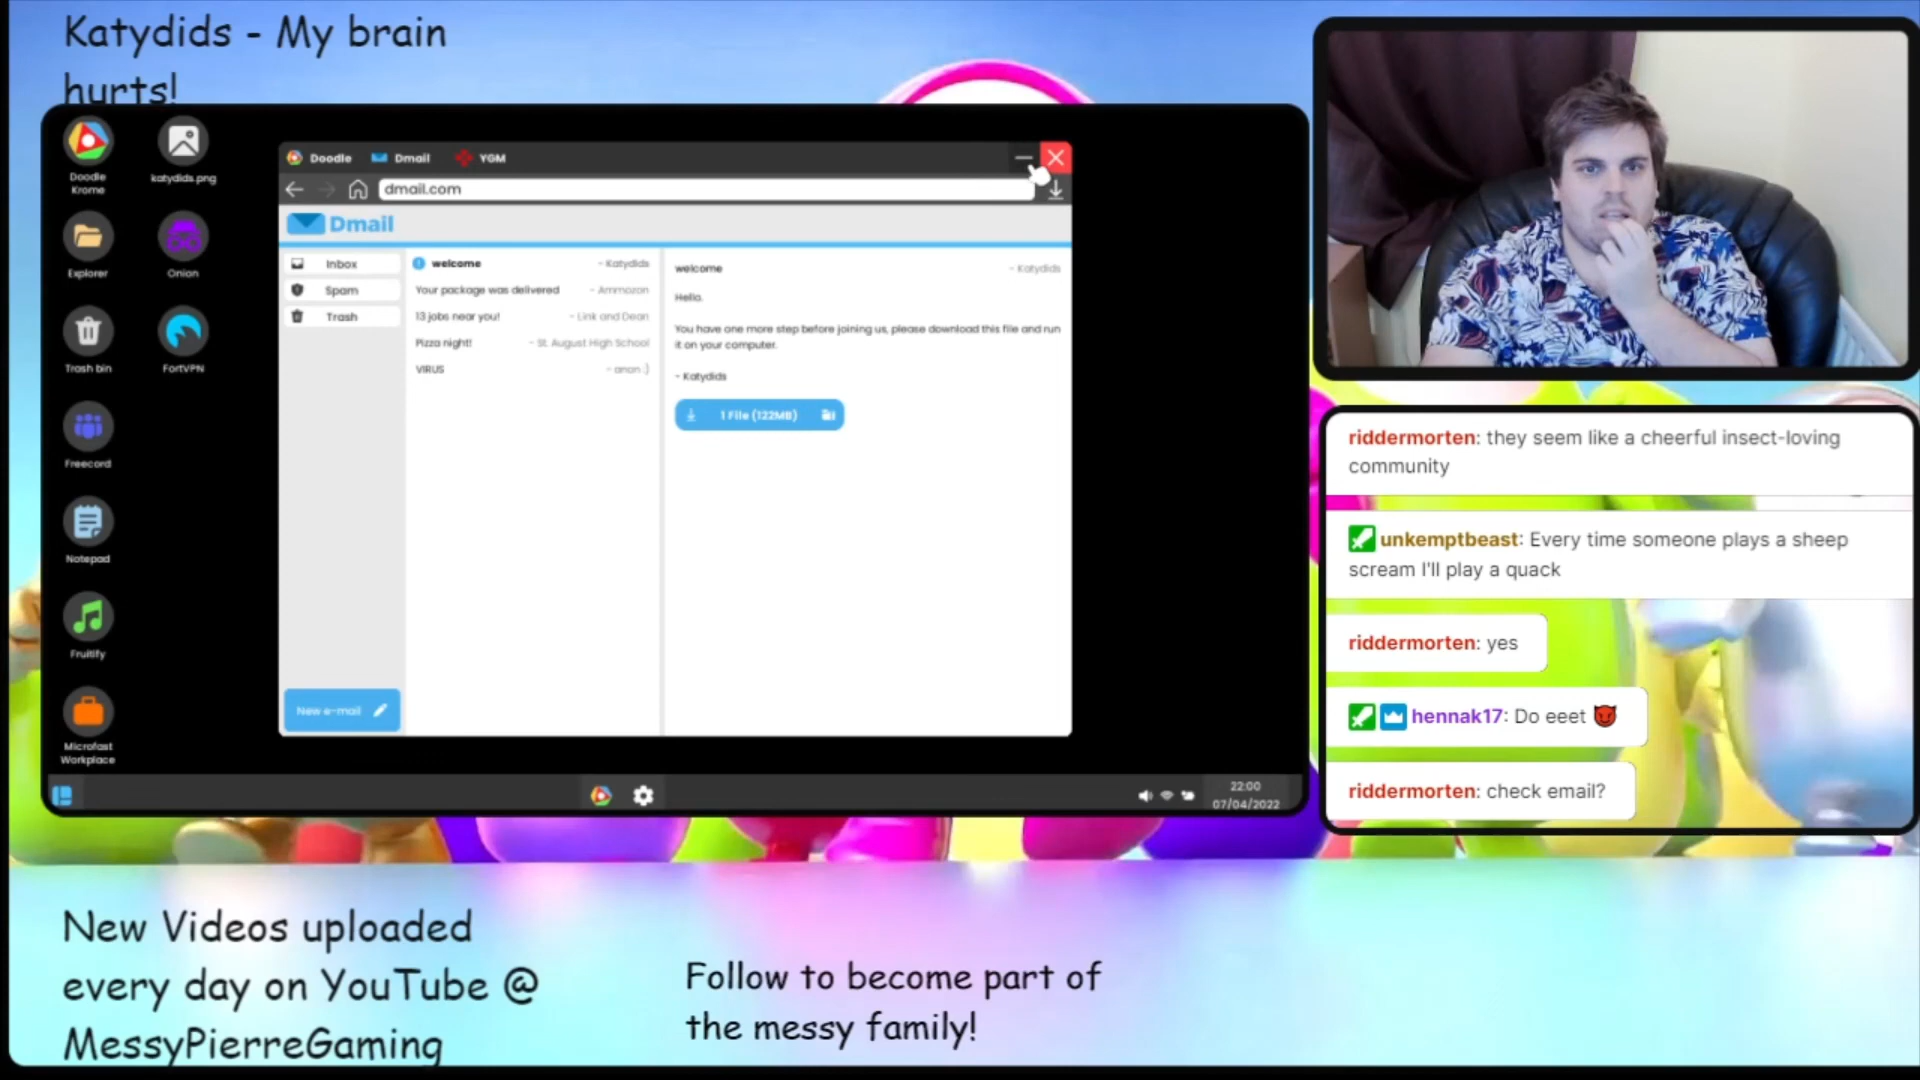 Katydids - My brain
hurts!
Doodle
Krome
katydids.png
Explorer
Onion
Trash bin
FortVPN
Freecord
Notepad
Fruitify
Microfast
Workplace
Doodle
Dmail
YGM
dmail.com
Dmail
Inbox
Spam
Trash
New e-mail
welcome - Katydids
Your package was delivered - Ammozon
13 jobs near you! - Link and Dean
Pizza night! - St. August High School
VIRUS - anon :)
welcome - Katydids
Hello.
You have one more step before joining us, please download this file and run
it on your computer.
- Katydids
1 File (122MB)
22:00
07/04/2022
riddermorten: they seem like a cheerful insect-loving
community
unkemptbeast: Every time someone plays a sheep
scream I'll play a quack
riddermorten: yes
hennak17: Do eeet 😈
riddermorten: check email?
New Videos uploaded
every day on YouTube @
MessyPierreGaming
Follow to become part of
the messy family!